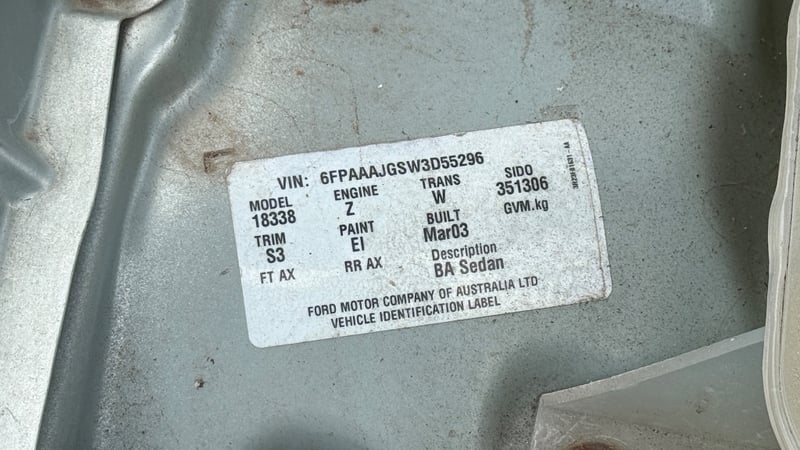 VIN: 6FPAAAJGSW3D55296
MODEL ENGINE TRANS SIDO
18338 Z W 351306
TRIM PAINT BUILT GVM.kg
S3 EI Mar03
FT AX RR AX Description
BA Sedan
FORD MOTOR COMPANY OF AUSTRALIA LTD
VEHICLE IDENTIFICATION LABEL